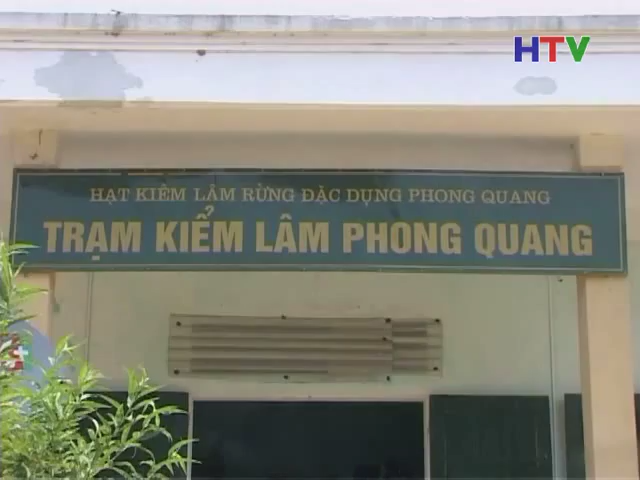 HTV
HẠT KIỂM LÂM RỪNG ĐẶC DỤNG PHONG QUANG
TRẠM KIỂM LÂM PHONG QUANG